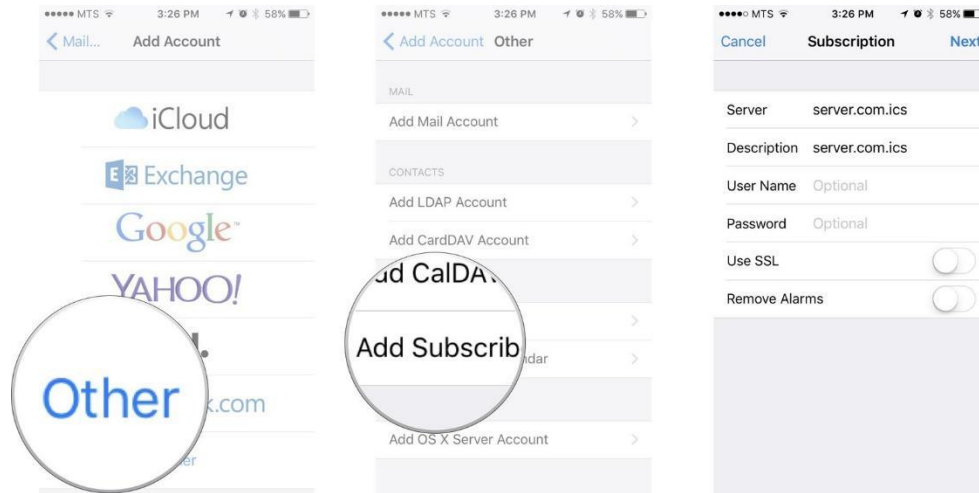 MTS 3:26 PM 58%
Mail... Add Account
iCloud
Exchange
Google
YAHOO!
Other
.com
MTS 3:26 PM 58%
Add Account Other
MAIL
Add Mail Account
CONTACTS
Add LDAP Account
Add CardDAV Account
dd CalDAV
Add Subscrib
ndar
Add OS X Server Account
MTS 3:26 PM 58%
Cancel Subscription Next
Server server.com.ics
Description server.com.ics
User Name Optional
Password Optional
Use SSL
Remove Alarms